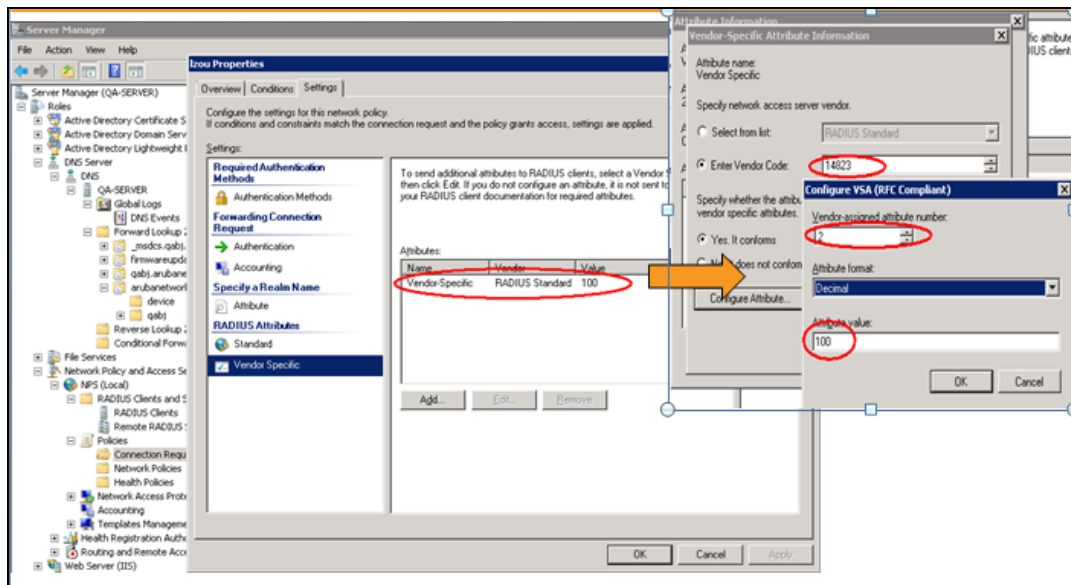 Server Manager
File Action View Help
Server Manager (QA-SERVER)
Roles
Active Directory Certificate S
Active Directory Domain Serv
Active Directory Lightweight
DNS Server
DNS
QA-SERVER
Global Logs
DNS Events
Forward Lookup
_msdcs.qabj.
firmwareupda
qabj.arubane
arubanetwork
device
qabj
Reverse Lookup
Conditional Forw
File Services
Network Policy and Access Se
NPS (Local)
RADIUS Clients and S
RADIUS Clients
Remote RADIUS
Policies
Connection Requ
Network Policies
Health Policies
Network Access Prot
Accounting
Templates Manageme
Health Registration Autho
Routing and Remote Acce
Web Server (IIS)
Izou Properties
Overview Conditions Settings
Configure the settings for this network policy.
If conditions and constraints match the connection request and the policy grants access, settings are applied.
Settings:
Required Authentication
Methods
Authentication Methods
Forwarding Connection
Request
Authentication
Accounting
Specify a Realm Name
Attribute
RADIUS Attributes
Standard
Vendor Specific
To send additional attributes to RADIUS clients, select a Vendor S
then click Edit. If you do not configure an attribute, it is not sent to
your RADIUS client documentation for required attributes.
Attributes:
Name Vendor Value
Vendor-Specific RADIUS Standard 100
Add... Edit... Remove
OK Cancel Apply
Attribute Information
Vendor-Specific Attribute Information
Attribute name:
Vendor Specific
Specify network access server vendor.
Select from list: RADIUS Standard
Enter Vendor Code: 14823
Specify whether the attribu
vendor specific attributes.
Yes. It conforms
does not conform
Configure Attribute...
fic attribute
DIUS client
Configure VSA (RFC Compliant)
Vendor-assigned attribute number:
2
Attribute format:
Decimal
Attribute value:
100
OK Cancel